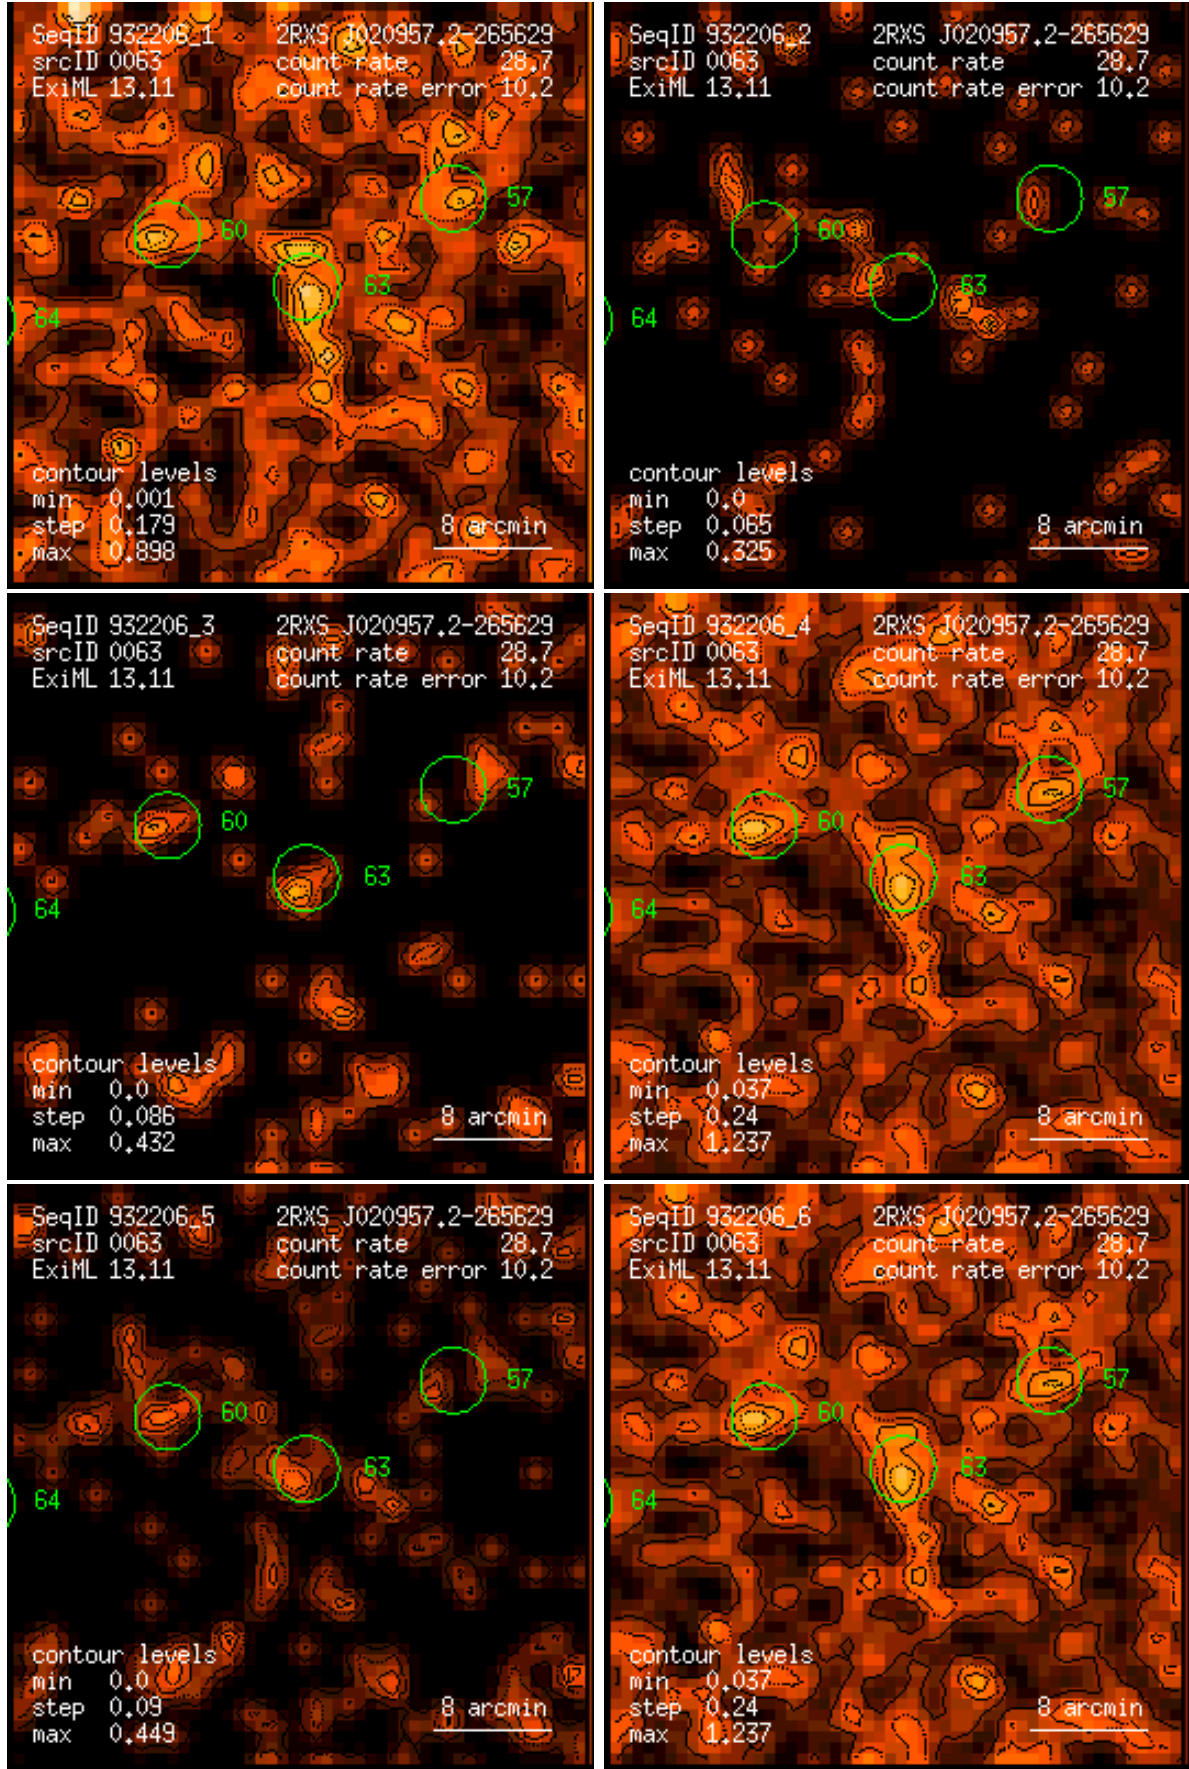 SeqID 932206_1 2RXS J020957.2-265629
srcID 0063 count rate 28.7
ExiML 13.11 count rate error 10.2
57
60
63
64
contour levels
min 0.001
step 0.179 8 arcmin
max 0.898
SeqID 932206_2 2RXS J020957.2-265629
srcID 0063 count rate 28.7
ExiML 13.11 count rate error 10.2
57
60
63
64
contour levels
min 0.0
step 0.065 8 arcmin
max 0.325
SeqID 932206_3 2RXS J020957.2-265629
srcID 0063 count rate 28.7
ExiML 13.11 count rate error 10.2
57
60
63
64
contour levels
min 0.0
step 0.086 8 arcmin
max 0.432
SeqID 932206_4 2RXS J020957.2-265629
srcID 0063 count rate 28.7
ExiML 13.11 count rate error 10.2
57
60
63
64
contour levels
min 0.037
step 0.24 8 arcmin
max 1.237
SeqID 932206_5 2RXS J020957.2-265629
srcID 0063 count rate 28.7
ExiML 13.11 count rate error 10.2
57
60
63
64
contour levels
min 0.0
step 0.09 8 arcmin
max 0.449
SeqID 932206_6 2RXS J020957.2-265629
srcID 0063 count rate 28.7
ExiML 13.11 count rate error 10.2
57
60
63
64
contour levels
min 0.037
step 0.24 8 arcmin
max 1.237